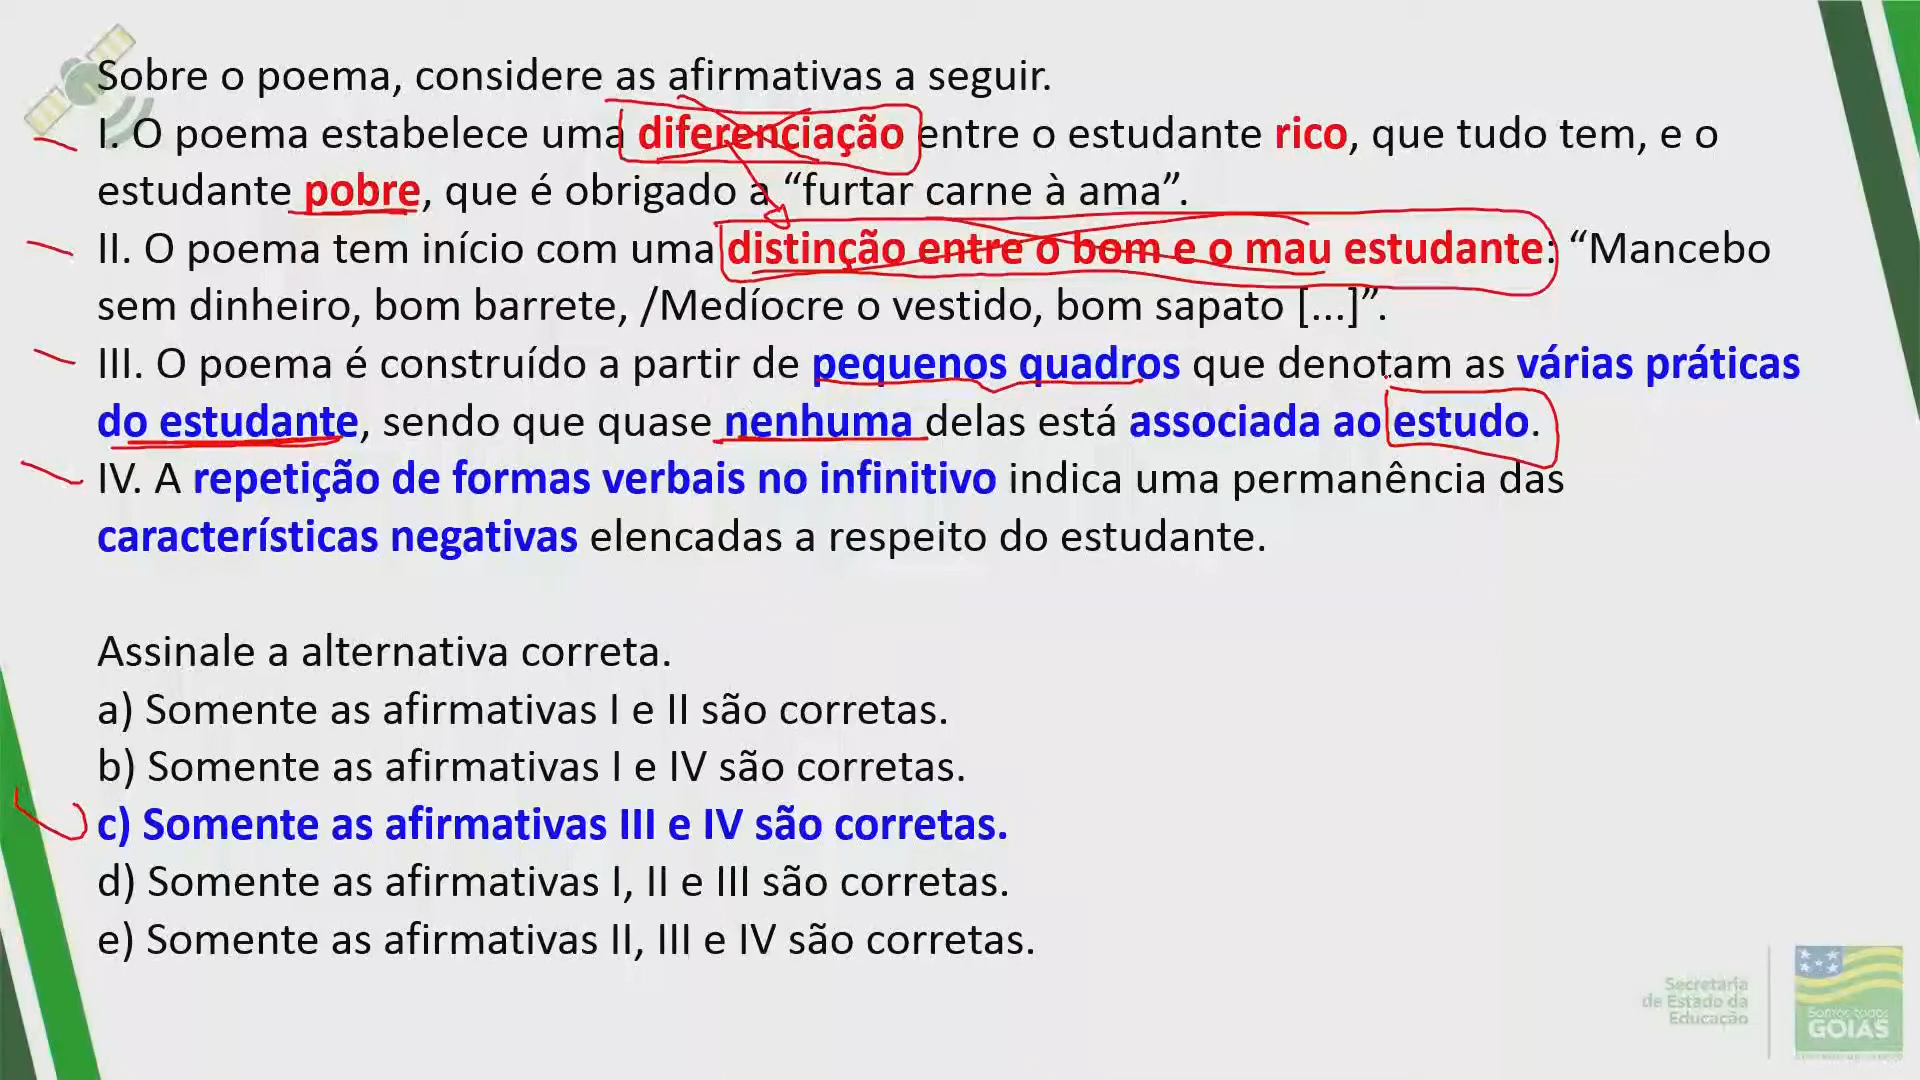 Sobre o poema, considere as afirmativas a seguir.
I. O poema estabelece uma diferenciação entre o estudante rico, que tudo tem, e o
estudante pobre, que é obrigado a “furtar carne à ama”.
II. O poema tem início com uma distinção entre o bom e o mau estudante: “Mancebo
sem dinheiro, bom barrete, /Medíocre o vestido, bom sapato [...]”.
III. O poema é construído a partir de pequenos quadros que denotam as várias práticas
do estudante, sendo que quase nenhuma delas está associada ao estudo.
IV. A repetição de formas verbais no infinitivo indica uma permanência das
características negativas elencadas a respeito do estudante.
Assinale a alternativa correta.
a) Somente as afirmativas I e II são corretas.
b) Somente as afirmativas I e IV são corretas.
c) Somente as afirmativas III e IV são corretas.
d) Somente as afirmativas I, II e III são corretas.
e) Somente as afirmativas II, III e IV são corretas.
Secretaria
de Estado da
Educação
Somos todos
GOIÁS